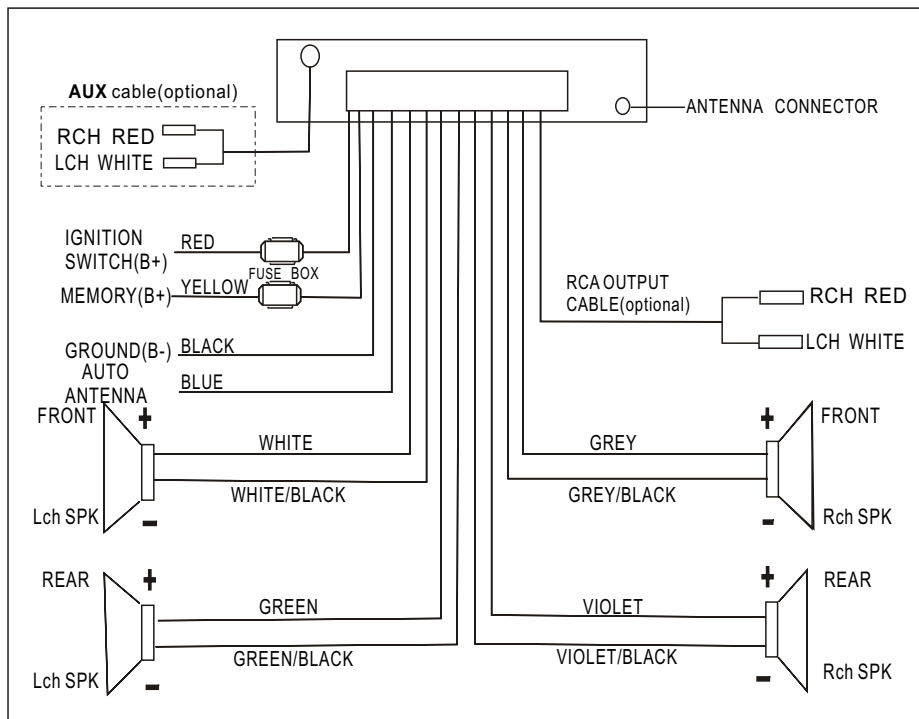 AUX cable(optional)
RCH RED
LCH WHITE
ANTENNA CONNECTOR
IGNITION
SWITCH(B+)
RED
FUSE BOX
MEMORY(B+)
YELLOW
RCA OUTPUT
CABLE(optional)
RCH RED
LCH WHITE
GROUND(B-)
BLACK
AUTO
ANTENNA
BLUE
FRONT
+
WHITE
WHITE/BLACK
-
Lch SPK
GREY
GREY/BLACK
+
FRONT
-
Rch SPK
REAR
+
GREEN
GREEN/BLACK
-
Lch SPK
VIOLET
VIOLET/BLACK
+
REAR
-
Rch SPK